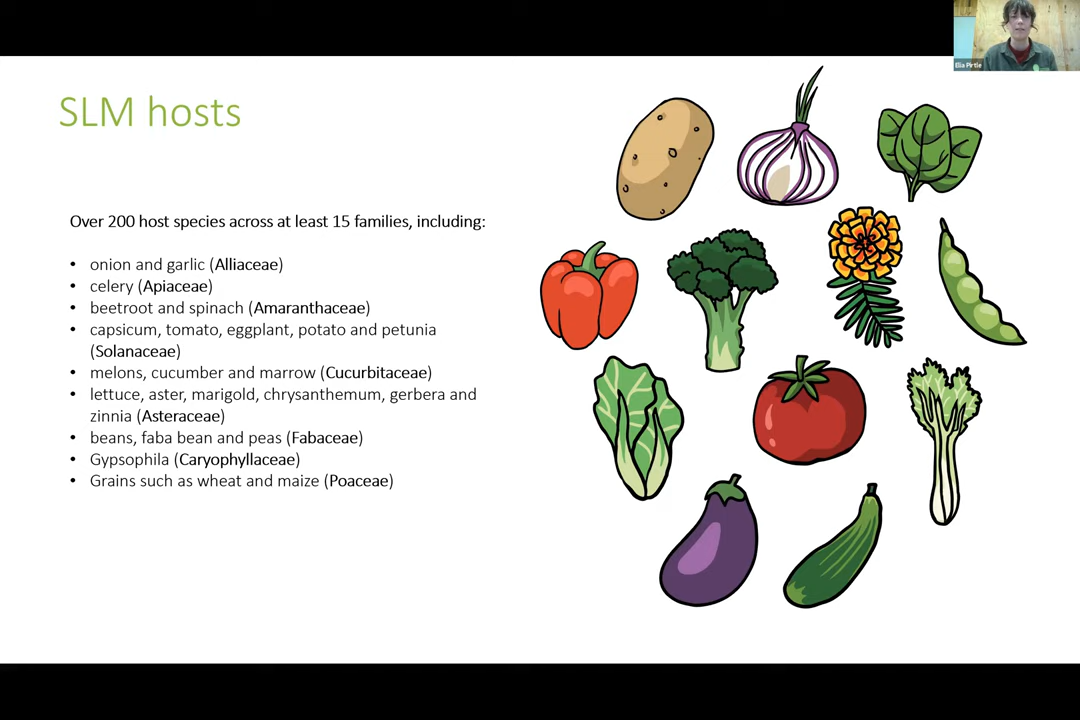 Elia Pirtle
SLM hosts
Over 200 host species across at least 15 families, including:
• onion and garlic (Alliaceae)
• celery (Apiaceae)
• beetroot and spinach (Amaranthaceae)
• capsicum, tomato, eggplant, potato and petunia
(Solanaceae)
• melons, cucumber and marrow (Cucurbitaceae)
• lettuce, aster, marigold, chrysanthemum, gerbera and
zinnia (Asteraceae)
• beans, faba bean and peas (Fabaceae)
• Gypsophila (Caryophyllaceae)
• Grains such as wheat and maize (Poaceae)